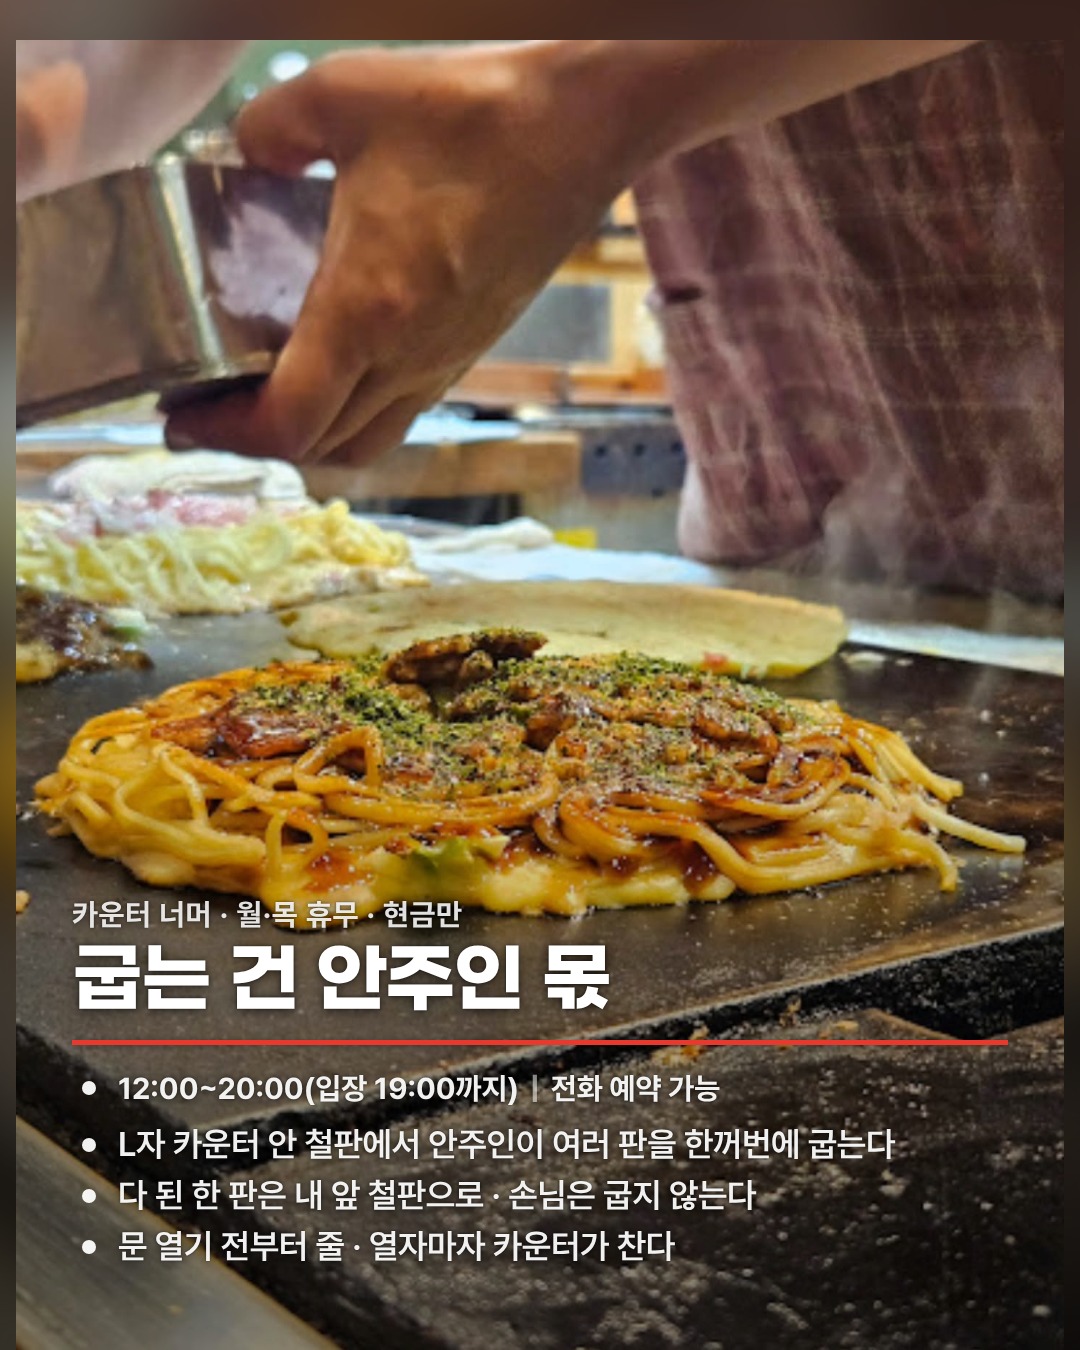 카운터 너머 · 월·목 휴무 · 현금만
굽는 건 안주인 몫
12:00~20:00(입장 19:00까지) | 전화 예약 가능
L자 카운터 안 철판에서 안주인이 여러 판을 한꺼번에 굽는다
다 된 한 판은 내 앞 철판으로 · 손님은 굽지 않는다
문 열기 전부터 줄 · 열자마자 카운터가 찬다